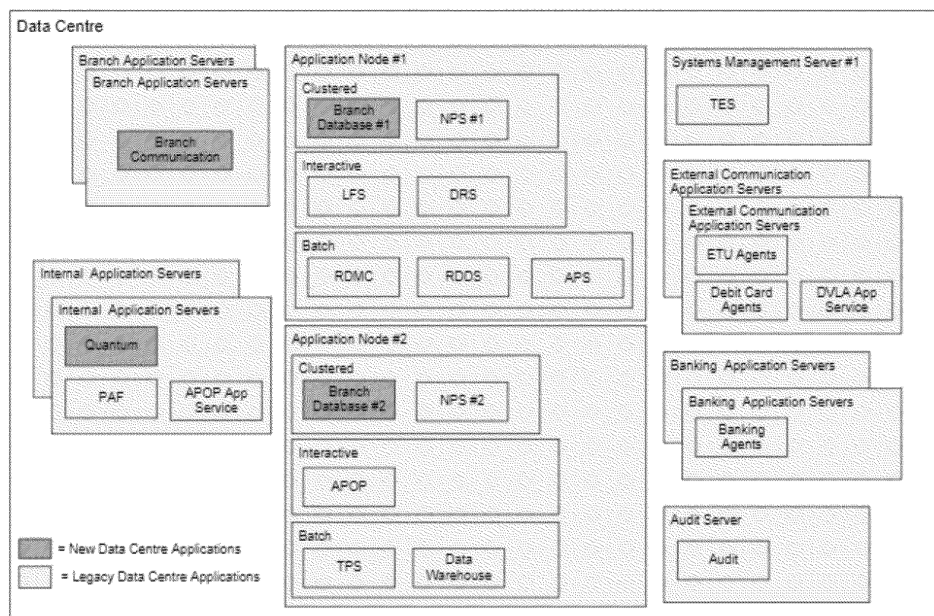 Data Centre
Branch Application Servers
Branch Application Servers
Branch
Communication
Internal Application Servers
Internal Application Servers
Quantum
PAF
APOP App
Service
= New Data Centre Applications
= Legacy Data Centre Applications
Application Node #1
Clustered
Branch
Database #1
NPS #1
Interactive
LFS
DRS
Batch
RDMC
RDDS
APS
Application Node #2
Clustered
Branch
Database #2
NPS #2
Interactive
APOP
Batch
TPS
Data
Warehouse
Systems Management Server #1
TES
External Communication
Application Servers
External Communication
Application Servers
ETU Agents
Debit Card
Agents
DVLA App
Service
Banking Application Servers
Banking Application Servers
Banking
Agents
Audit Server
Audit